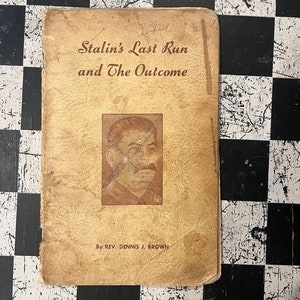 Stalin's Last Run
and The Outcome
By REV. DENNIS J. BROWN